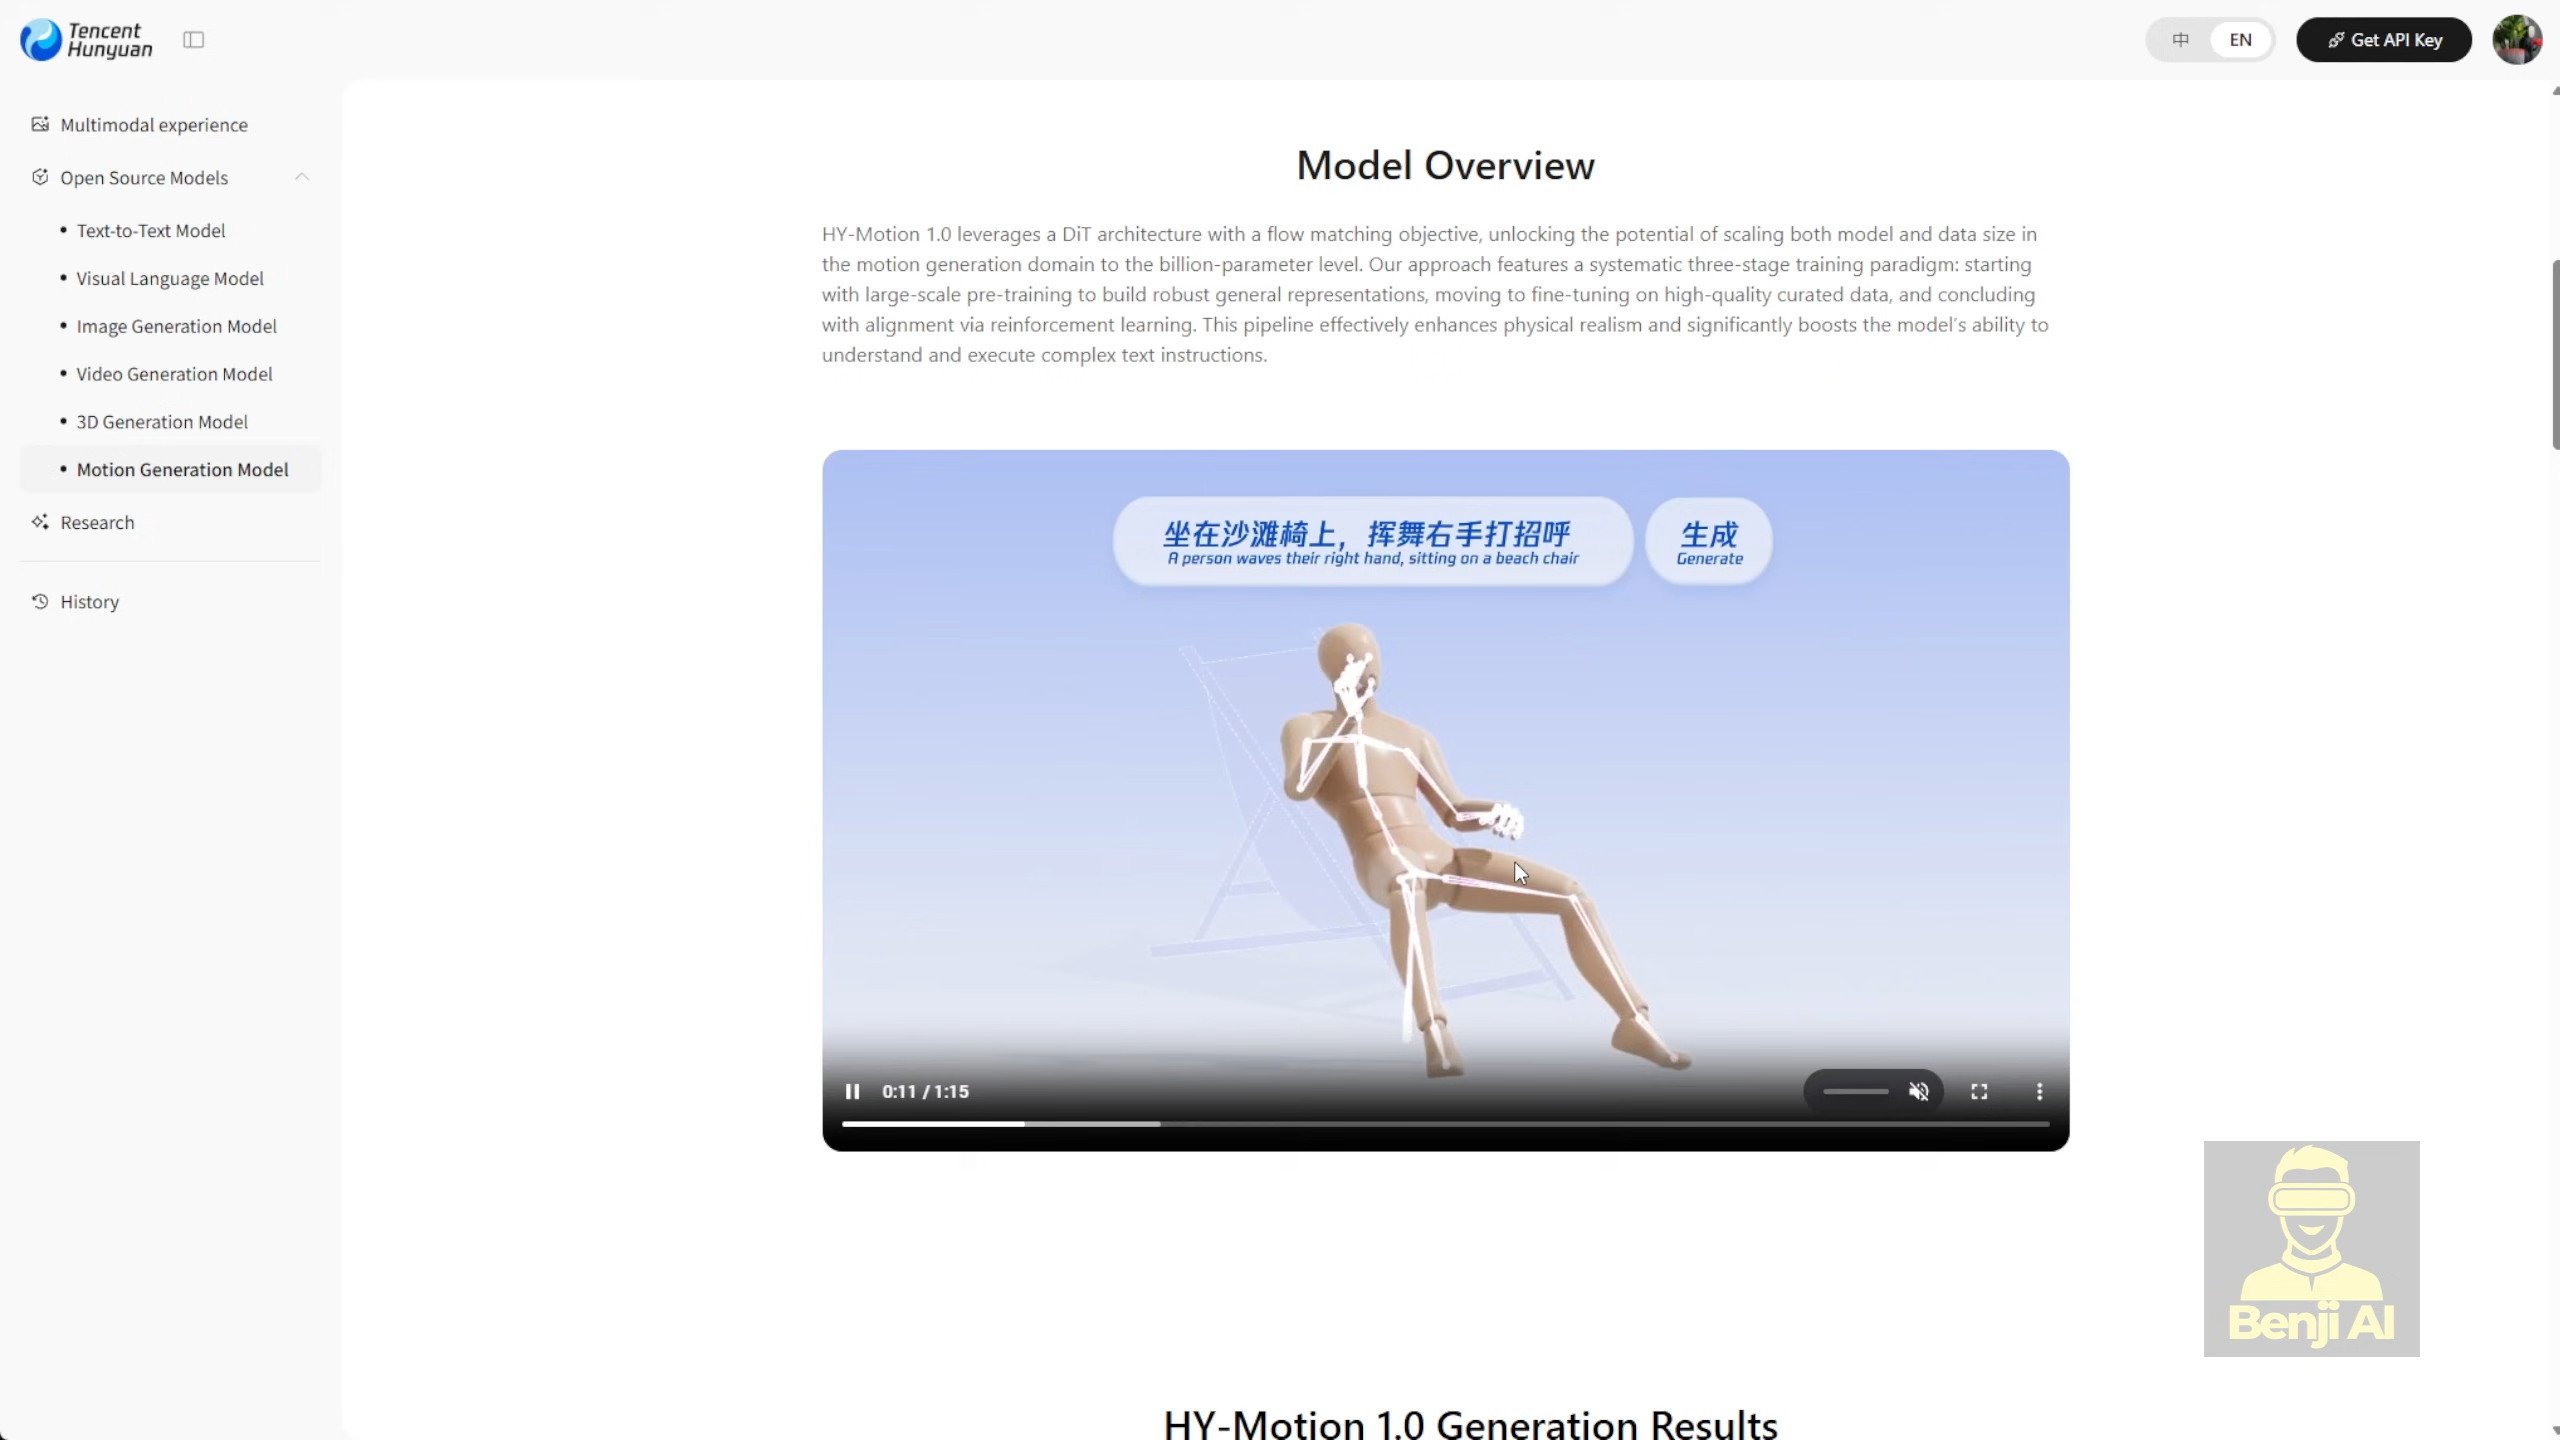 Tencent
Hunyuan
中
EN
Get API Key
Multimodal experience
Open Source Models
Text-to-Text Model
Visual Language Model
Image Generation Model
Video Generation Model
3D Generation Model
Motion Generation Model
Research
History
Model Overview
HY-Motion 1.0 leverages a DiT architecture with a flow matching objective, unlocking the potential of scaling both model and data size in
the motion generation domain to the billion-parameter level. Our approach features a systematic three-stage training paradigm: starting
with large-scale pre-training to build robust general representations, moving to fine-tuning on high-quality curated data, and concluding
with alignment via reinforcement learning. This pipeline effectively enhances physical realism and significantly boosts the model's ability to
understand and execute complex text instructions.
坐在沙滩椅上，挥舞右手打招呼
A person waves their right hand, sitting on a beach chair
生成
Generate
0:11 / 1:15
Benji AI
HY-Motion 1.0 Generation Results